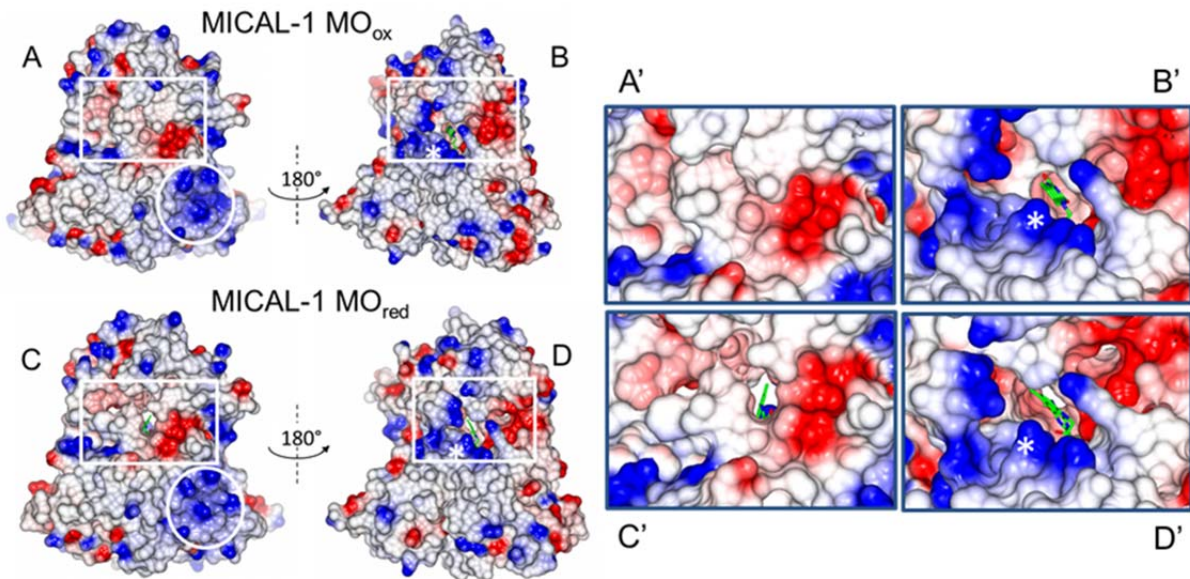 MICAL-1 MOox
A
B
180°
*
MICAL-1 MOred
C
D
180°
*
A'
B'
*
*
C'
D'